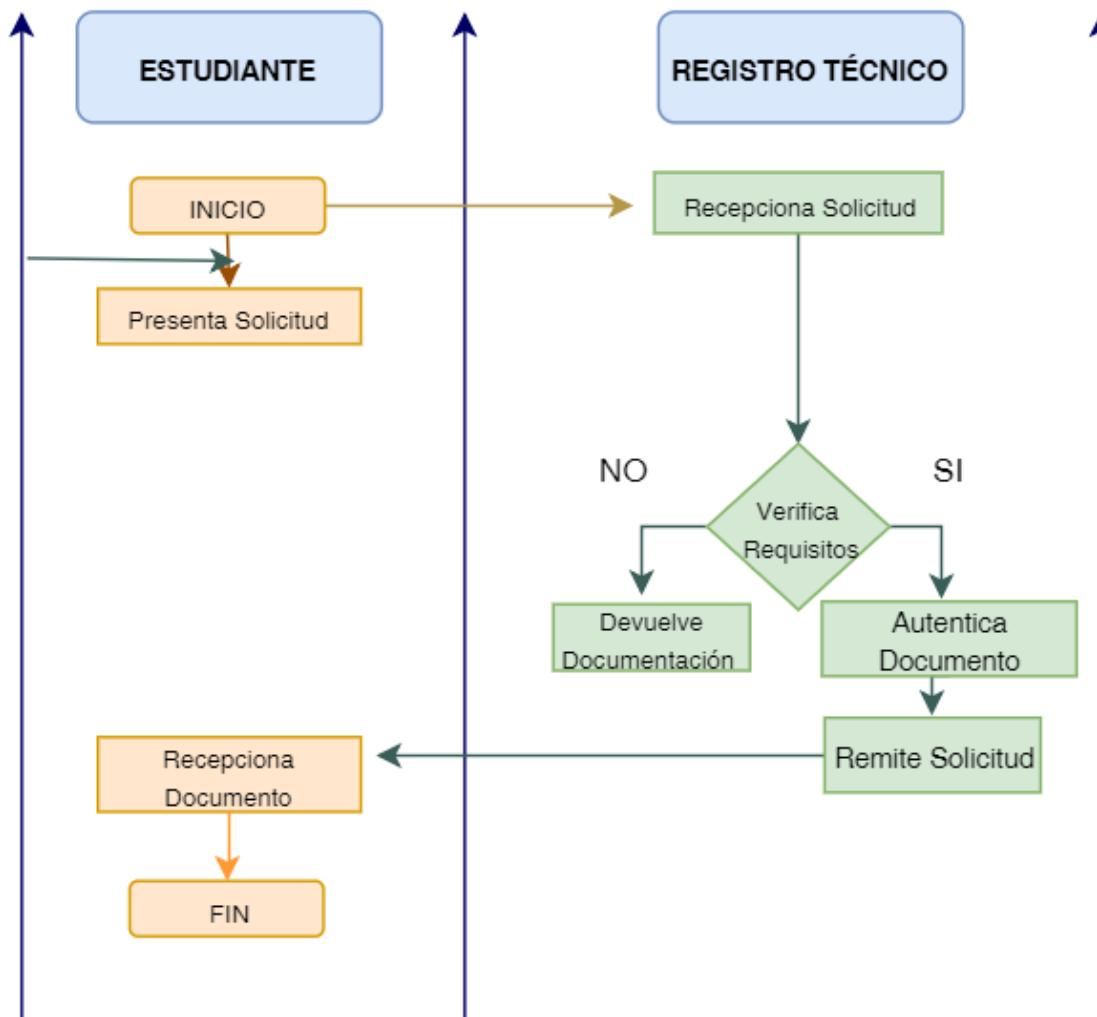 ESTUDIANTE
REGISTRO TÉCNICO
INICIO
Recepciona Solicitud
Presenta Solicitud
NO
SI
Verifica
Requisitos
Devuelve
Documentación
Autentica
Documento
Remite Solicitud
Recepciona
Documento
FIN